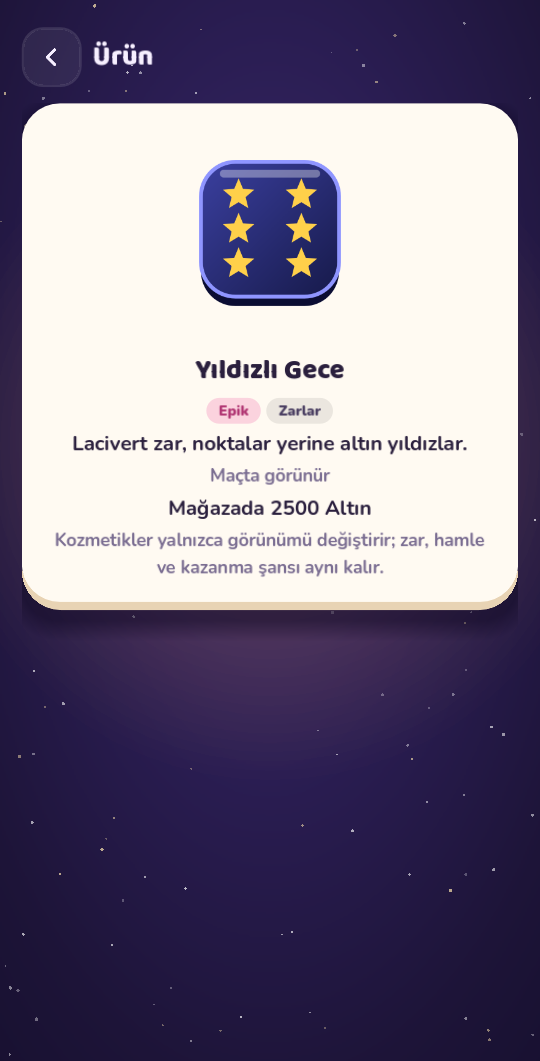 Ürün
Yıldızlı Gece
Epik
Zarlar
Lacivert zar, noktalar yerine altın yıldızlar.
Maçta görünür
Mağazada 2500 Altın
Kozmetikler yalnızca görünümü değiştirir; zar, hamle
ve kazanma şansı aynı kalır.